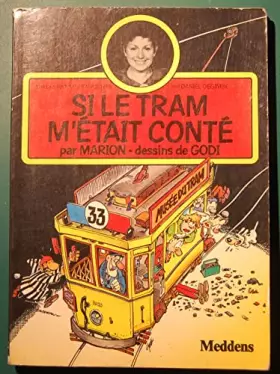 SI LE TRAM
M'ÉTAIT CONTÉ
par MARION - dessins de GODI
MUSÉE DU TRAM
33
Meddens